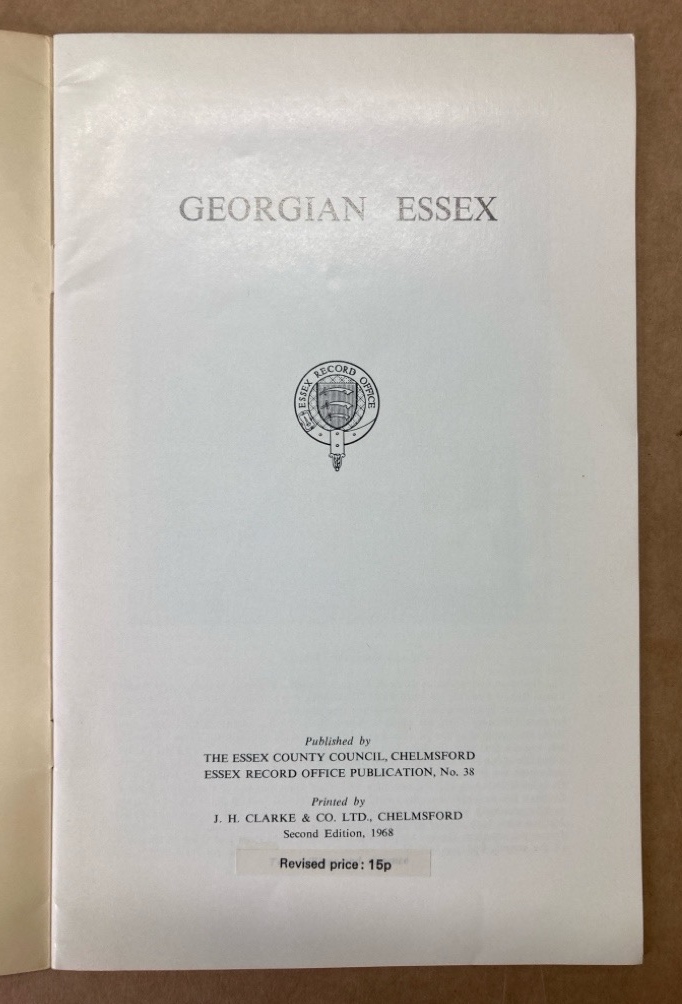 GEORGIAN ESSEX
ESSEX RECORD OFFICE
Published by
THE ESSEX COUNTY COUNCIL, CHELMSFORD
ESSEX RECORD OFFICE PUBLICATION, No. 38
Printed by
J. H. CLARKE & CO. LTD., CHELMSFORD
Second Edition, 1968
Revised price: 15p